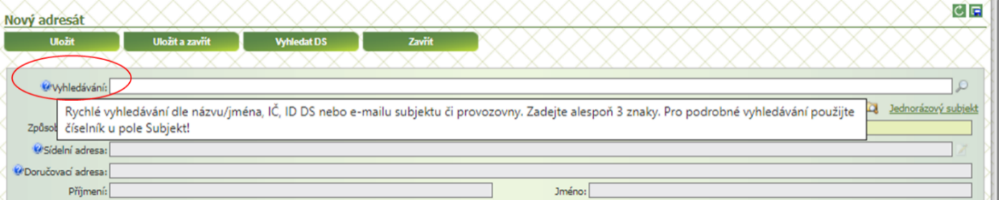 Nový adresát
Uložit Uložit a zavřít Vyhledat DS Zavřít
Vyhledávání:
Rychlé vyhledávání dle názvu/jména, IČ, ID DS nebo e-mailu subjektu či provozovny. Zadejte alespoň 3 znaky. Pro podrobné vyhledávání použijte
číselník u pole Subjekt!
Jednorázový subjekt
Způsob
Sídelní adresa:
Doručovací adresa:
Příjmení: Jméno: